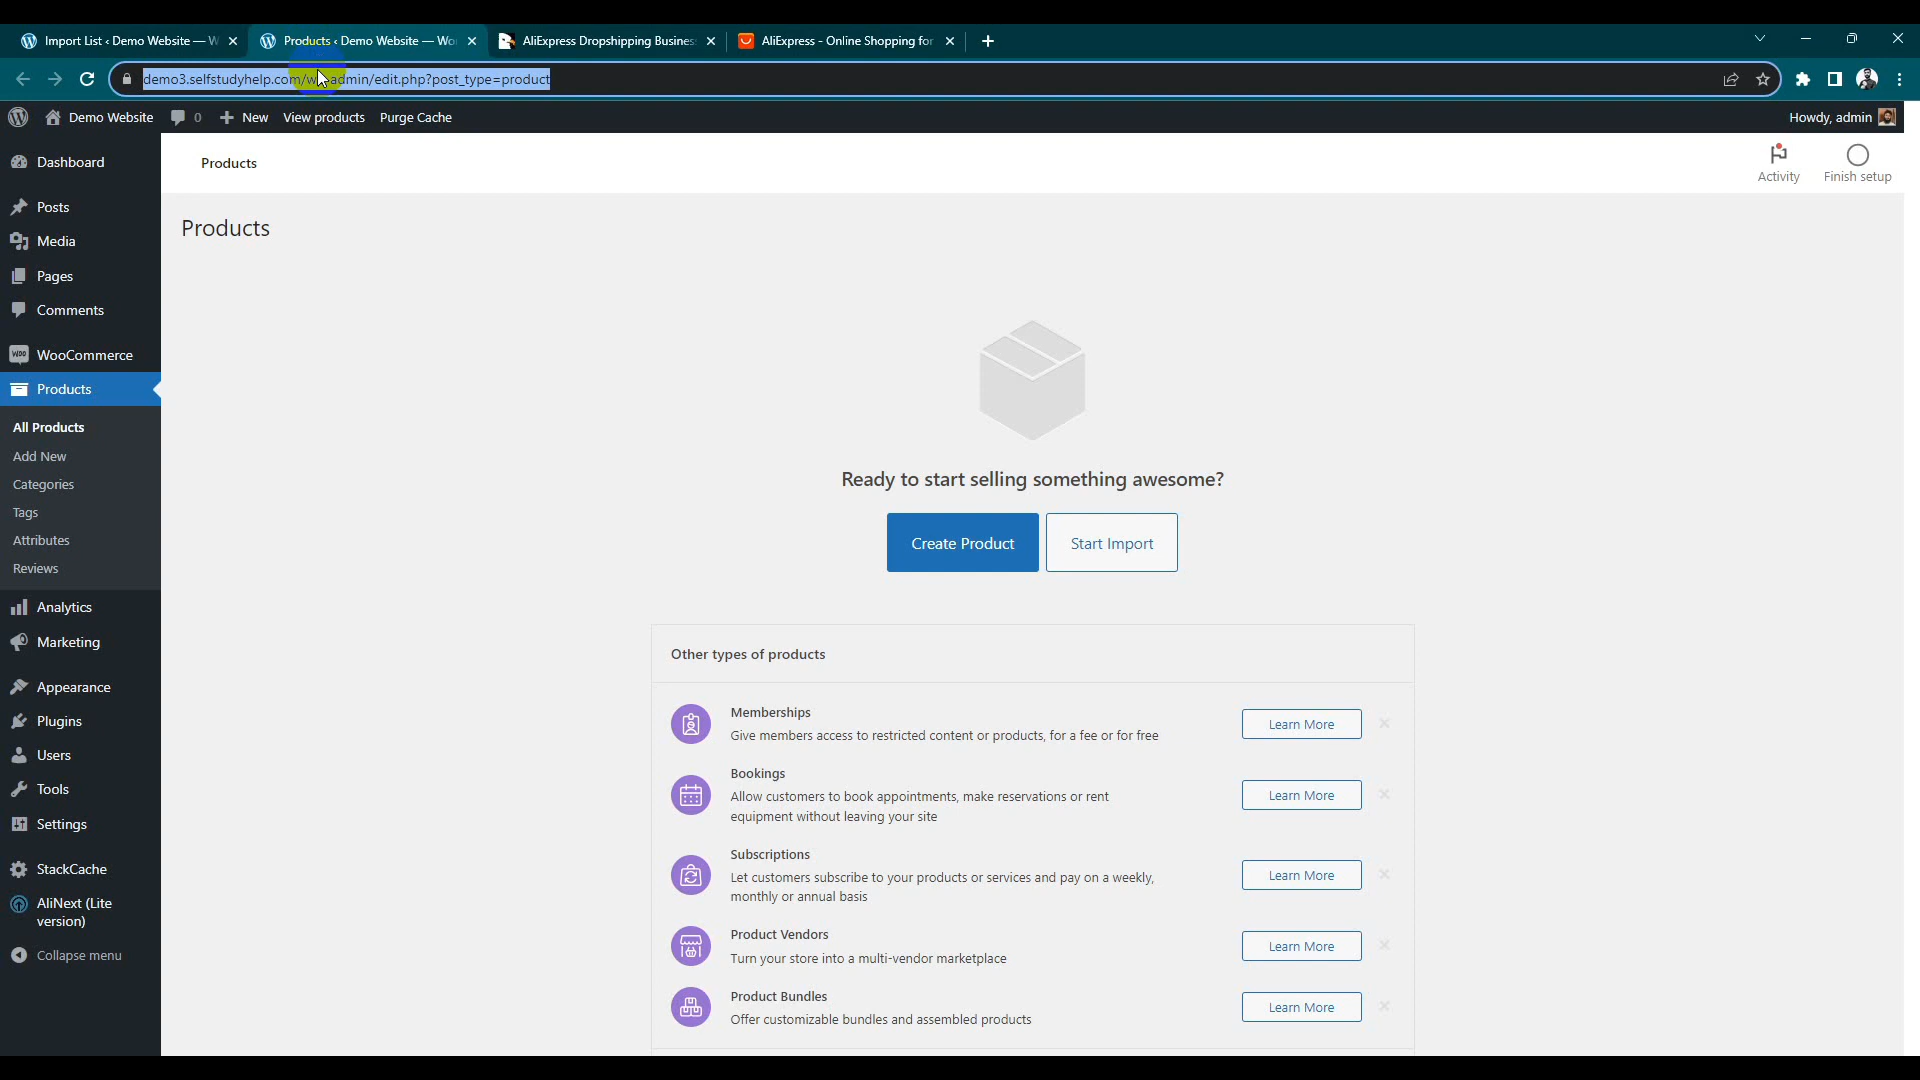 Import List ‹ Demo Website — W
Products ‹ Demo Website — Wo
AliExpress Dropshipping Busines
AliExpress - Online Shopping for
demo3.selfstudyhelp.com/wp-admin/edit.php?post_type=product
Demo Website
0
New
View products
Purge Cache
Howdy, admin
Dashboard
Posts
Media
Pages
Comments
WooCommerce
Products
All Products
Add New
Categories
Tags
Attributes
Reviews
Analytics
Marketing
Appearance
Plugins
Users
Tools
Settings
StackCache
AliNext (Lite
version)
Collapse menu
Products
Activity
Finish setup
Products
Ready to start selling something awesome?
Create Product
Start Import
Other types of products
Memberships
Give members access to restricted content or products, for a fee or for free
Learn More
Bookings
Allow customers to book appointments, make reservations or rent
equipment without leaving your site
Learn More
Subscriptions
Let customers subscribe to your products or services and pay on a weekly,
monthly or annual basis
Learn More
Product Vendors
Turn your store into a multi-vendor marketplace
Learn More
Product Bundles
Offer customizable bundles and assembled products
Learn More